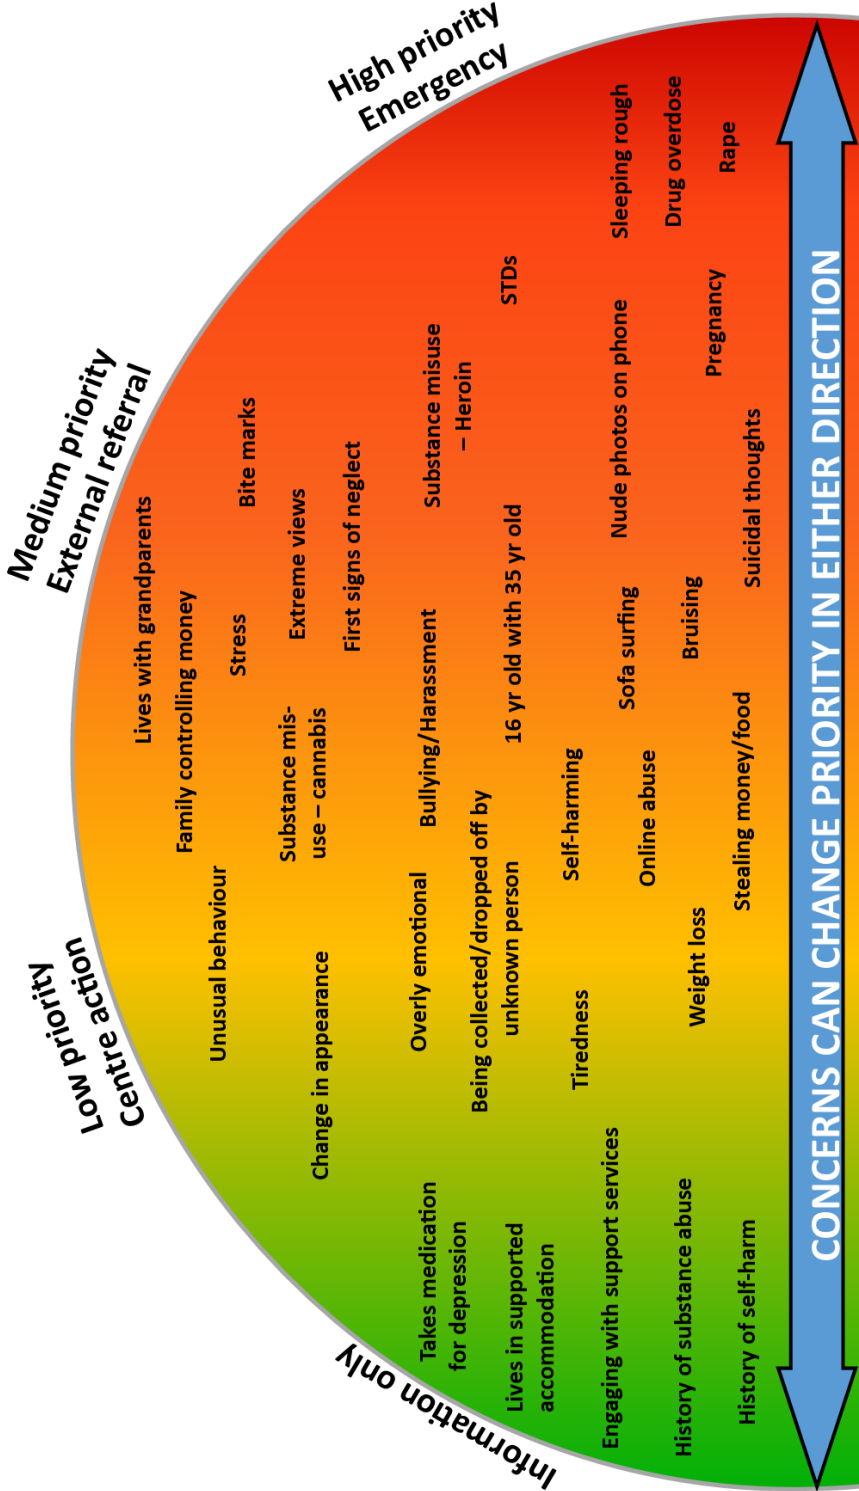 Information only
Low priority
Centre action
Medium priority
External referral
High priority
Emergency
Lives with grandparents
Family controlling money
Unusual behaviour
Stress
Bite marks
Substance mis-
use – cannabis
Extreme views
Change in appearance
First signs of neglect
Takes medication
for depression
Overly emotional
Bullying/Harassment
Substance misuse
– Heroin
Being collected/dropped off by
unknown person
Lives in supported
accommodation
16 yr old with 35 yr old
STDs
Tiredness
Self-harming
Engaging with support services
Online abuse
Sofa surfing
Nude photos on phone
Sleeping rough
History of substance abuse
Weight loss
Bruising
Drug overdose
Pregnancy
History of self-harm
Stealing money/food
Suicidal thoughts
Rape
CONCERNS CAN CHANGE PRIORITY IN EITHER DIRECTION